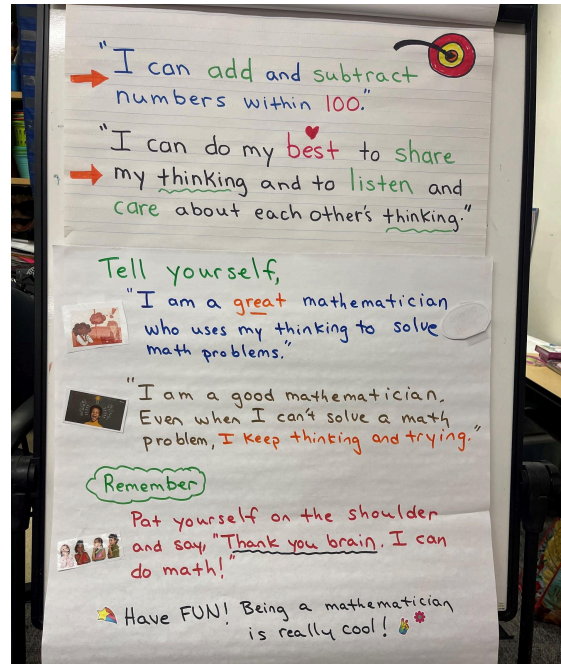 "I can add and subtract
numbers within 100."
"I can do my best to share
my thinking and to listen and
care about each other's thinking."
Tell yourself,
"I am a great mathematician
who uses my thinking to solve
math problems."
"I am a good mathematician.
Even when I can't solve a math
problem, I keep thinking and trying."
Remember
Pat yourself on the shoulder
and say, "Thank you brain. I can
do math!"
Have FUN! Being a mathematician
is really cool!